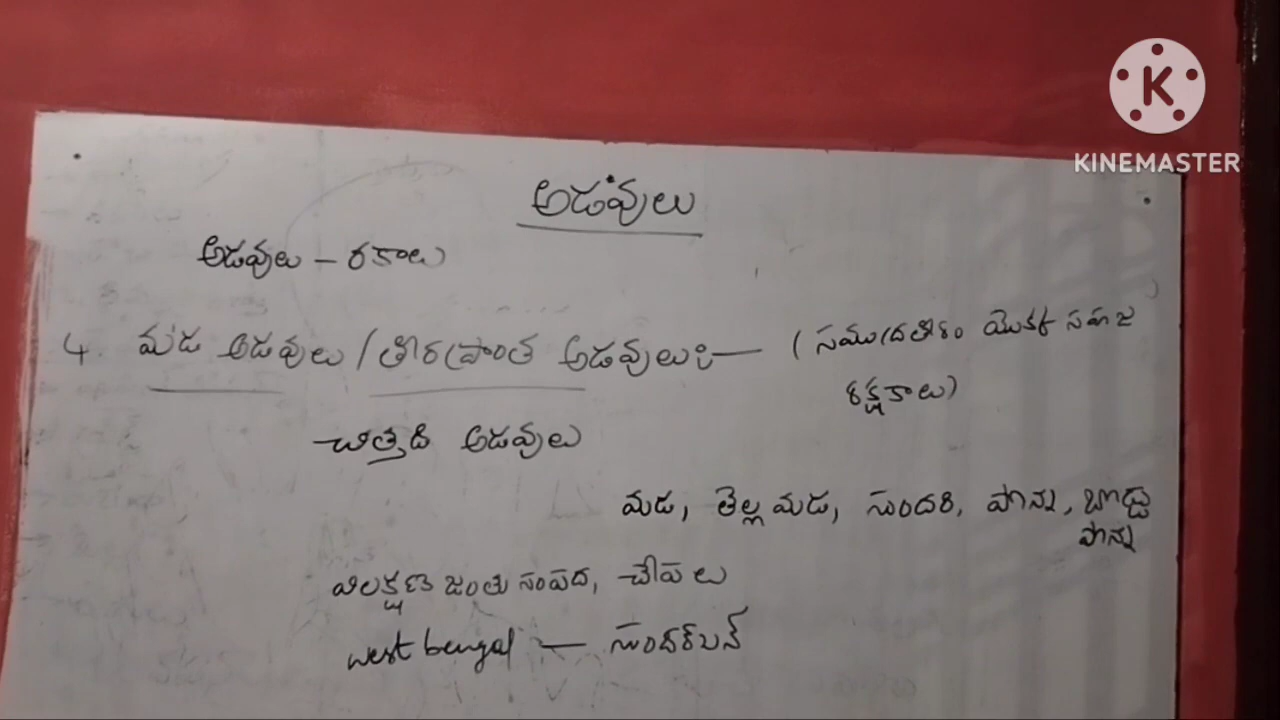 KINEMASTER
అడవులు
అడవులు – రకాలు
4. మడ అడవులు / తీరప్రాంత అడవులు :— (సముద్రతీరం యొక్క సహజ
రక్షకాలు)
చిత్తడి అడవులు
మడ, తెల్ల మడ, సుందరి, పొన్న, బొడ్డు
పొన్న
విలక్షణ జంతు సంపద, చేపలు
west bengal — సుందర్‌బన్